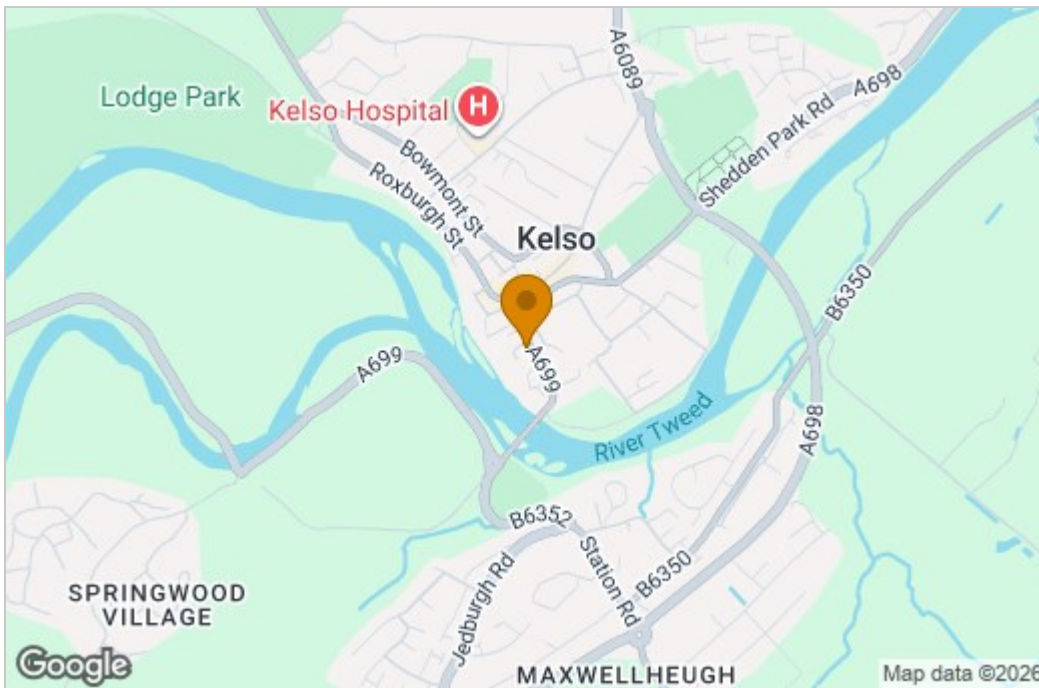 A6089
A698
Lodge Park
Kelso Hospital
H
Shedden Park Rd
Bowmont St
Roxburgh St
Kelso
B6350
A699
A699
River Tweed
A698
B6352
Station Rd
B6350
Jedburgh Rd
SPRINGWOOD
VILLAGE
MAXWELLHEUGH
Google
Map data ©2026